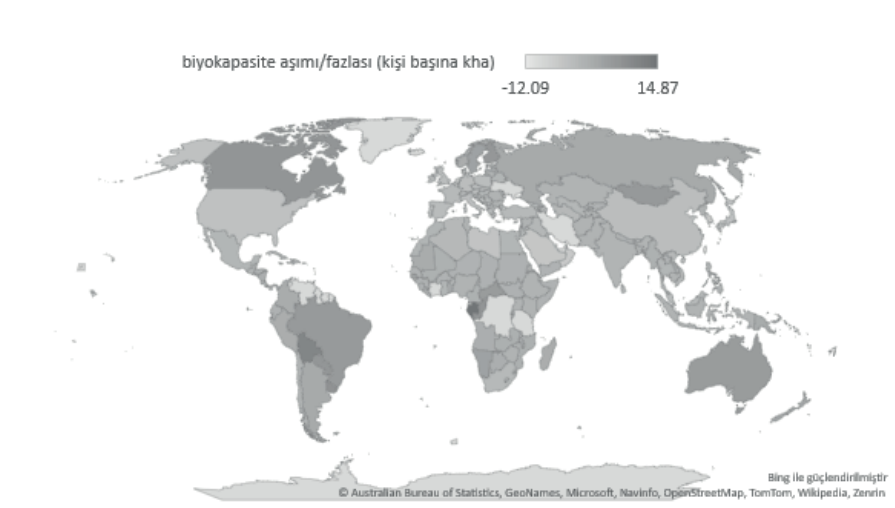 biyokapasite aşımı/fazlası (kişi başına kha)
-12.09 14.87
Bing ile güçlendirilmiştir
© Australian Bureau of Statistics, GeoNames, Microsoft, Navinfo, OpenStreetMap, TomTom, Wikipedia, Zenrin